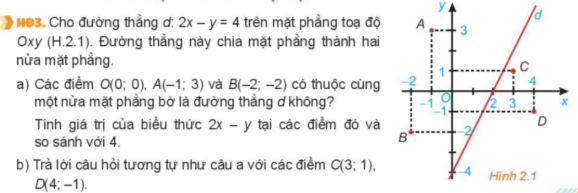 HĐ3. Cho đường thẳng d: 2x – y = 4 trên mặt phẳng toạ độ
Oxy (H.2.1). Đường thẳng này chia mặt phẳng thành hai
nửa mặt phẳng.
a) Các điểm O(0; 0), A(–1; 3) và B(–2; –2) có thuộc cùng
một nửa mặt phẳng bờ là đường thẳng d không?
Tính giá trị của biểu thức 2x – y tại các điểm đó và
so sánh với 4.
b) Trả lời câu hỏi tương tự như câu a với các điểm C(3; 1),
D(4; –1).
y
d
A
3
C
1
–2
4
–1
O
2
3
x
–1
D
B
–2
–4
Hình 2.1